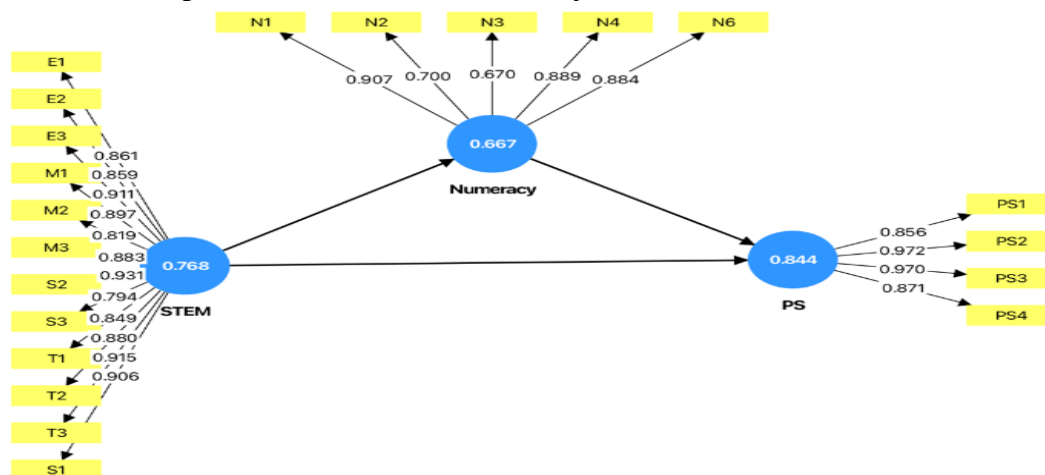 N1 N2 N3 N4 N6
0.907 0.700 0.670 0.889 0.884
0.667
Numeracy
E1
E2
E3
M1
M2
M3
S2
S3
T1
T2
T3
S1
0.861
0.859
0.911
0.897
0.819
0.883
0.931
0.794
0.849
0.880
0.915
0.906
0.768
STEM
0.844
PS
0.856
0.972
0.970
0.871
PS1
PS2
PS3
PS4